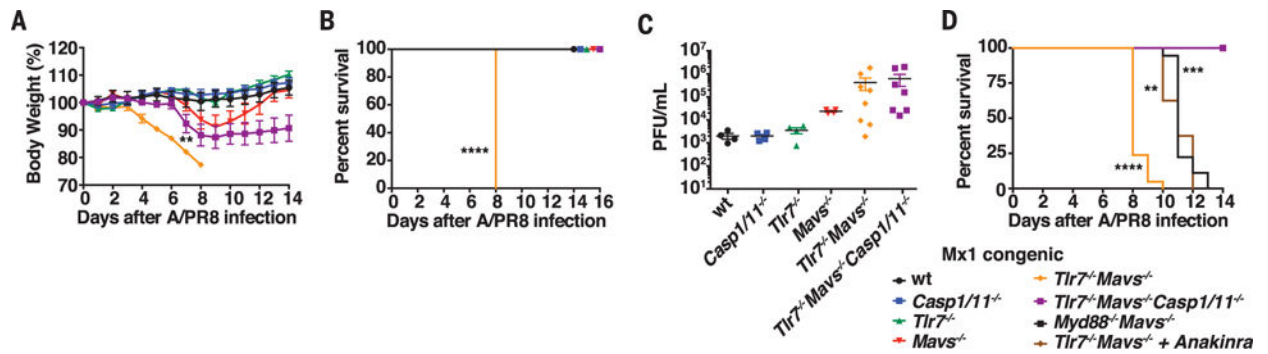 A
Body Weight (%)
120
110
100
90
80
70
**
0 2 4 6 8 10 12 14
Days after A/PR8 infection
B
Percent survival
100
80
60
40
20
0
****
0 2 4 6 8 10 12 14 16
Days after A/PR8 infection
C
PFU/mL
10⁷
10⁶
10⁵
10⁴
10³
10²
10¹
wt
Casp1/11⁻/⁻
Tlr7⁻/⁻
Mavs⁻/⁻
Tlr7⁻/⁻Mavs⁻/⁻
Tlr7⁻/⁻Mavs⁻/⁻Casp1/11⁻/⁻
D
Percent survival
100
75
50
25
0
****
**
***
0 2 4 6 8 10 12 14
Days after A/PR8 infection
Mx1 congenic
wt
Casp1/11⁻/⁻
Tlr7⁻/⁻
Mavs⁻/⁻
Tlr7⁻/⁻Mavs⁻/⁻
Tlr7⁻/⁻Mavs⁻/⁻Casp1/11⁻/⁻
Myd88⁻/⁻Mavs⁻/⁻
Tlr7⁻/⁻Mavs⁻/⁻ + Anakinra